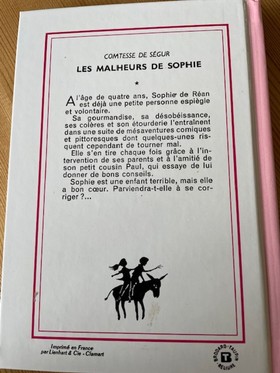 COMTESSE DE SÉGUR
LES MALHEURS DE SOPHIE
*
A l'âge de quatre ans, Sophie de Réan
est déjà une petite personne espiègle
et volontaire.
Sa gourmandise, sa désobéissance,
ses colères et son étourderie l'entraînent
dans une suite de mésaventures comiques
et pittoresques dont quelques-unes ris-
quent cependant de tourner mal.
Elle s'en tire chaque fois grâce à l'in-
tervention de ses parents et à l'amitié de
son petit cousin Paul, qui essaye de lui
donner de bons conseils.
Sophie est une enfant terrible, mais elle
a bon cœur. Parviendra-t-elle à se cor-
riger ?...
Imprimé en France
par Lienhart & Cie - Clamart
BRODARD-TAUPIN
RELIURE